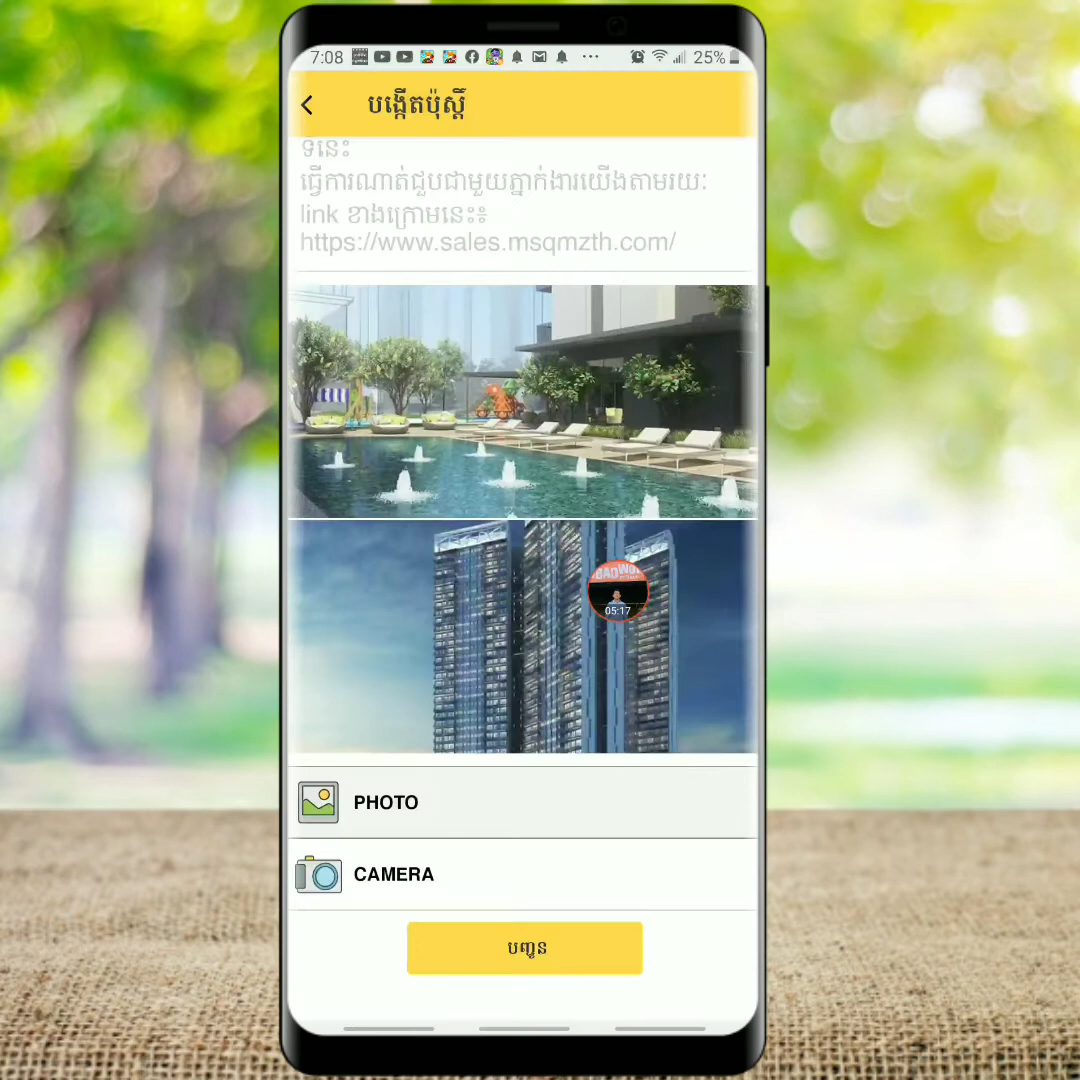 7:08
25%
បង្កើតប៉ុស្តិ៍
ទនេះ
ធ្វើការណាត់ជួបជាមួយភ្នាក់ងារយើងតាមរយៈ
link ខាងក្រោមនេះ៖
https://www.sales.msqmzth.com/
05:17
PHOTO
CAMERA
បញ្ជូន